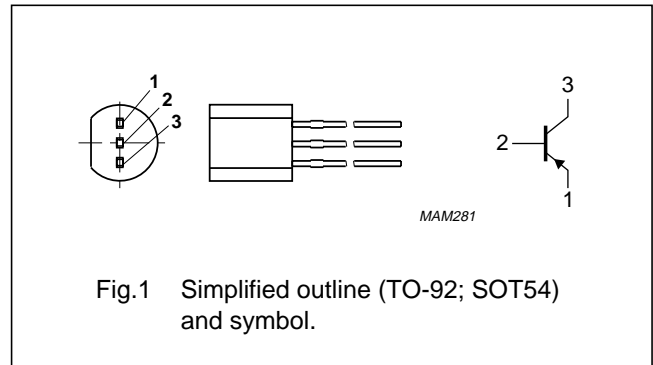 1
2
3
3
2
1
MAM281
Fig.1 Simplified outline (TO-92; SOT54)
and symbol.